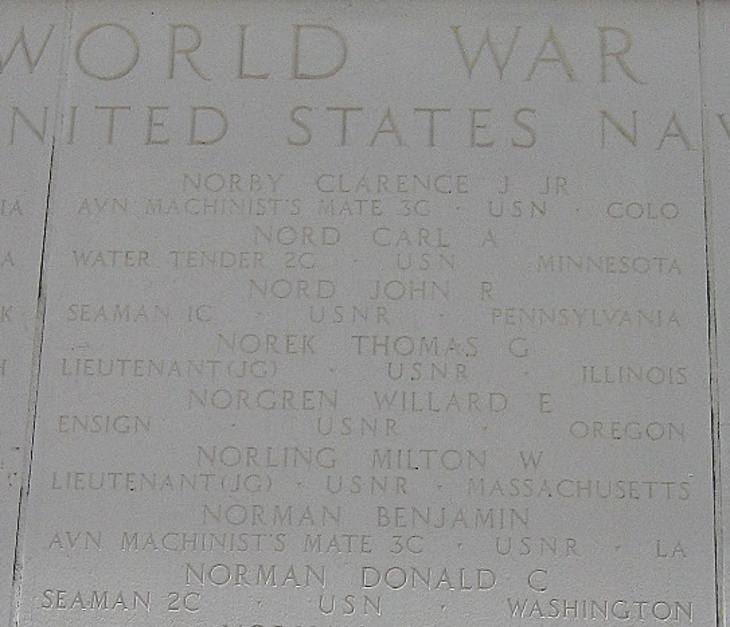 WORLD WAR
UNITED STATES NAV
NORBY CLARENCE J JR
AVN MACHINIST'S MATE 3C · USN · COLO
NORD CARL A
WATER TENDER 2C · USN MINNESOTA
NORD JOHN R
SEAMAN 1C · USNR · PENNSYLVANIA
NOREK THOMAS G
LIEUTENANT(JG) · USNR · ILLINOIS
NORGREN WILLARD E
ENSIGN · USNR · OREGON
NORLING MILTON W
LIEUTENANT(JG) · USNR · MASSACHUSETTS
NORMAN BENJAMIN
AVN MACHINIST'S MATE 3C · USNR · LA
NORMAN DONALD C
SEAMAN 2C · USN · WASHINGTON